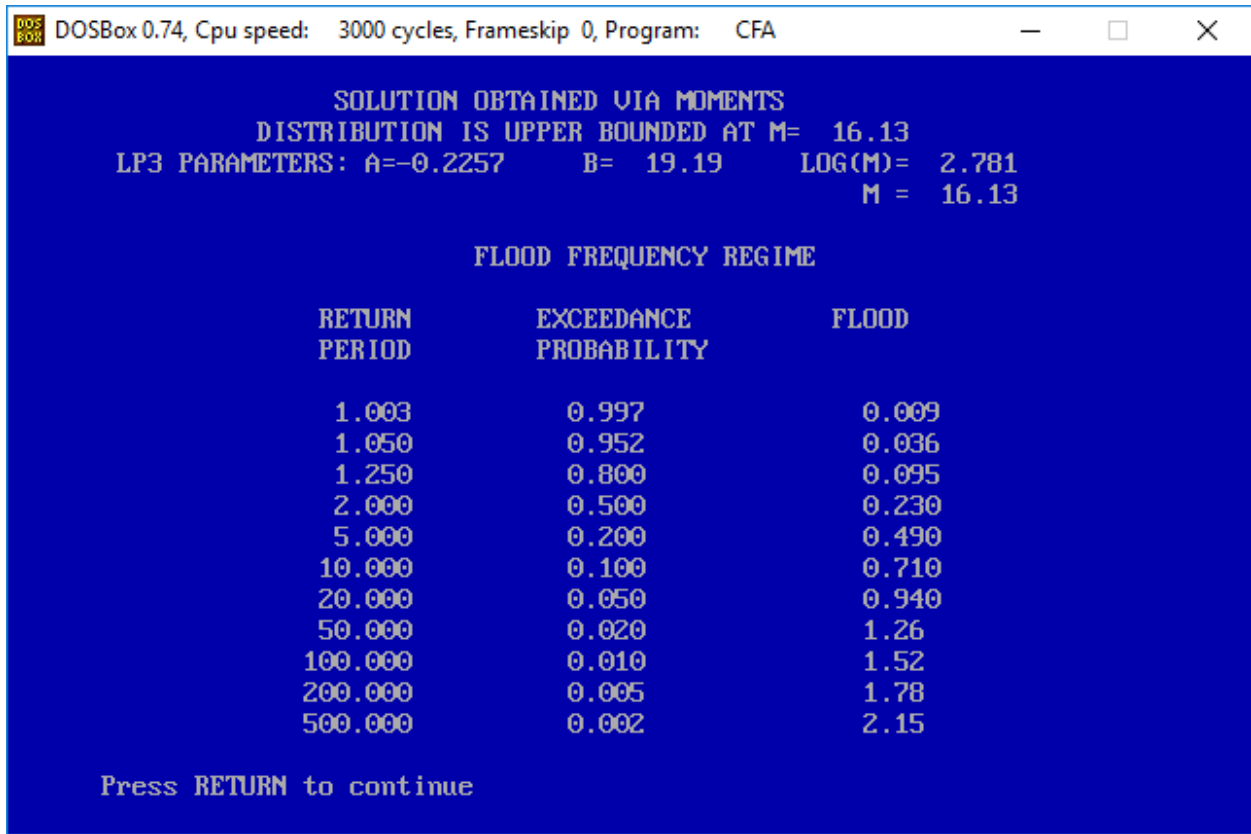 DOS BOX DOSBox 0.74, Cpu speed: 3000 cycles, Frameskip 0, Program: CFA
SOLUTION OBTAINED VIA MOMENTS
DISTRIBUTION IS UPPER BOUNDED AT M= 16.13
LP3 PARAMETERS: A=-0.2257 B= 19.19 LOG(M)= 2.781
M = 16.13
FLOOD FREQUENCY REGIME
RETURN EXCEEDANCE FLOOD
PERIOD PROBABILITY
1.003 0.997 0.009
1.050 0.952 0.036
1.250 0.800 0.095
2.000 0.500 0.230
5.000 0.200 0.490
10.000 0.100 0.710
20.000 0.050 0.940
50.000 0.020 1.26
100.000 0.010 1.52
200.000 0.005 1.78
500.000 0.002 2.15
Press RETURN to continue